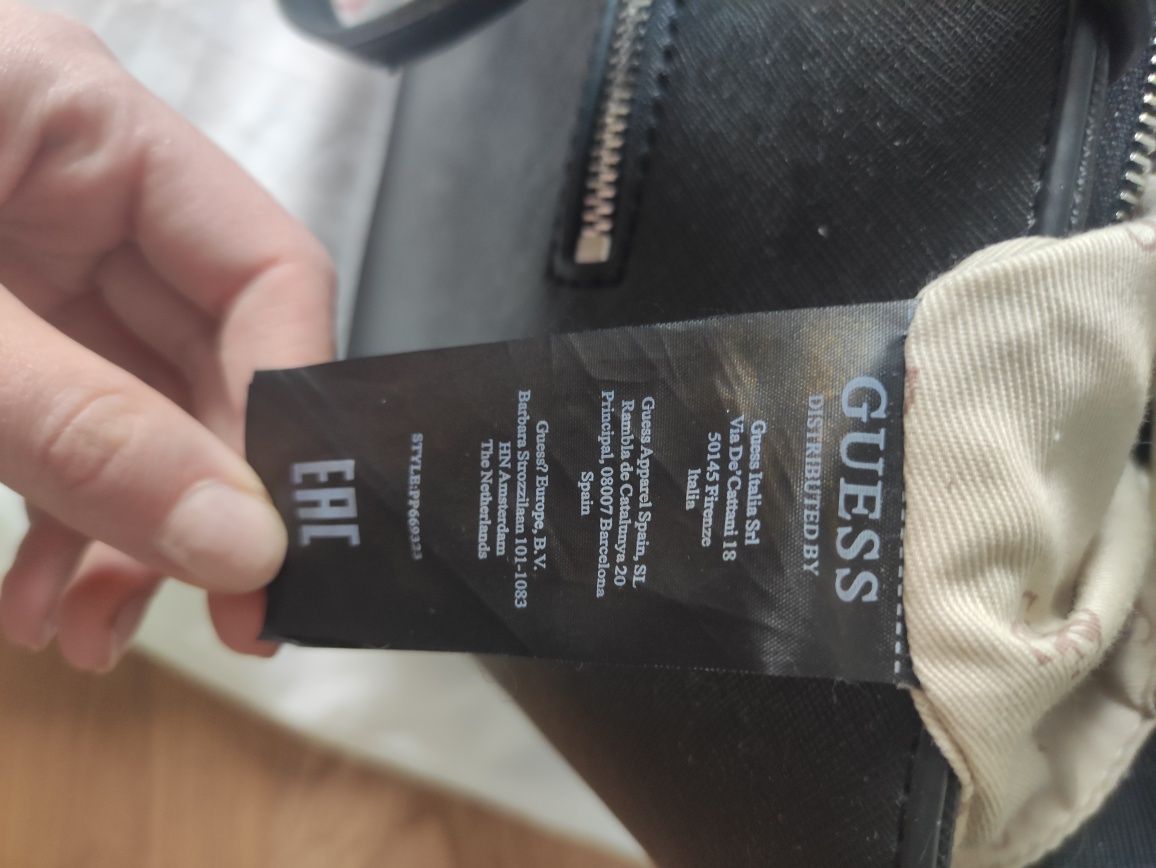 GUESS
DISTRIBUTED BY
Guess Italia Srl
Via De'Cattani 18
50145 Firenze
Italia
Guess Apparel Spain, SL
Rambla de Catalunya 20
Principal, 08007 Barcelona
Spain
Guess? Europe, B.V.
Barbara Strozzilaan 101-1083
HN Amsterdam
The Netherlands
EAC